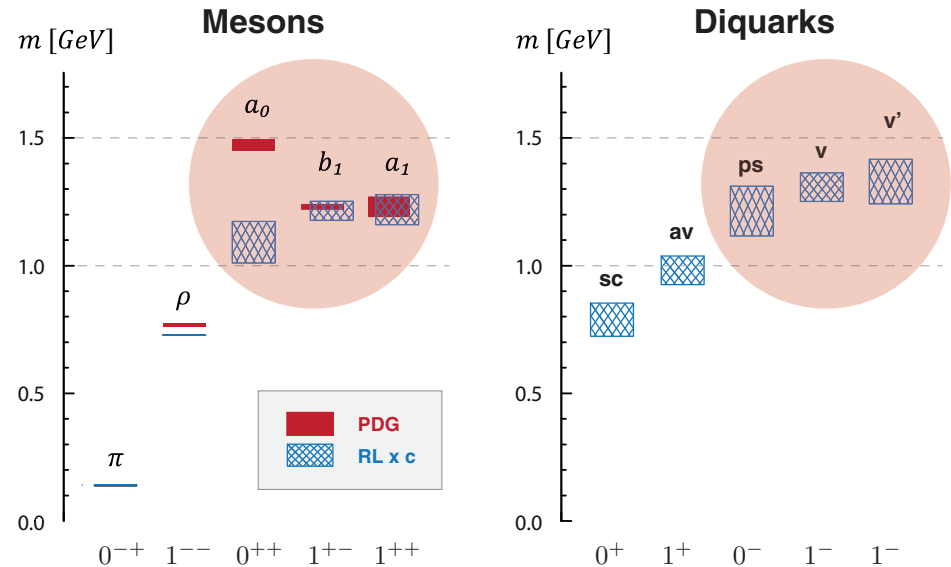 Mesons
m [GeV]
1.5
1.0
0.5
0.0
a₀
b₁
a₁
ρ
π
PDG
RL x c
0⁻⁺ 1⁻⁻ 0⁺⁺ 1⁺⁻ 1⁺⁺
Diquarks
m [GeV]
1.5
1.0
0.5
0.0
v'
v
ps
av
sc
0⁺ 1⁺ 0⁻ 1⁻ 1⁻